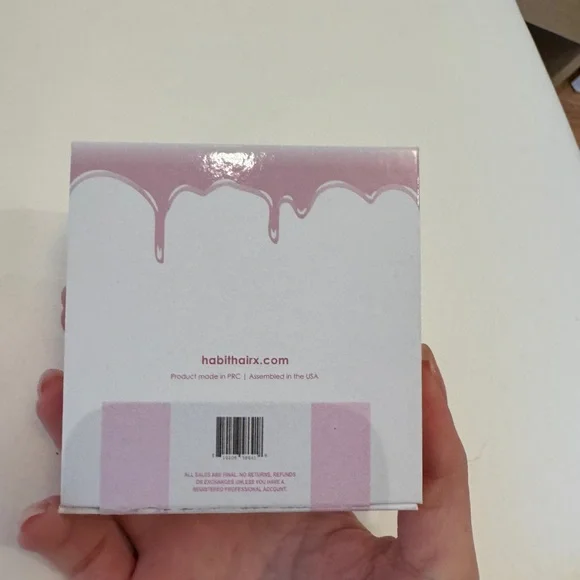 habithairx.com
Product made in PRC | Assembled in the USA
ALL SALES ARE FINAL. NO RETURNS, REFUNDS
OR EXCHANGES UNLESS YOU HAVE A
REGISTERED PROFESSIONAL ACCOUNT.